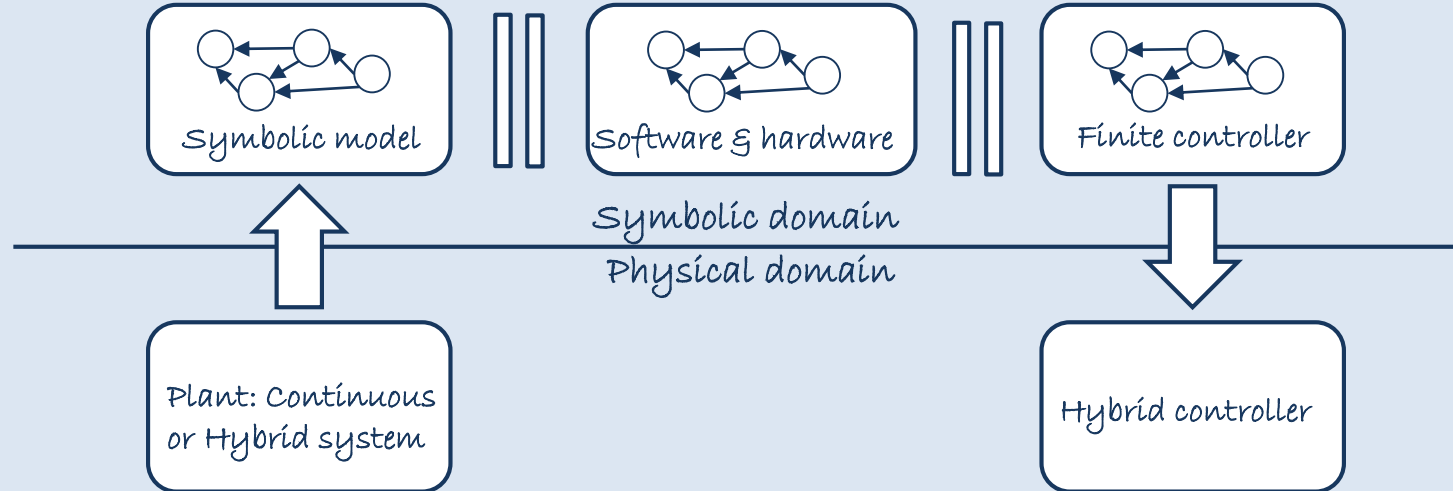 Symbolic model
Software & hardware
Finite controller
Symbolic domain
Physical domain
Plant: Continuous
or Hybrid system
Hybrid controller